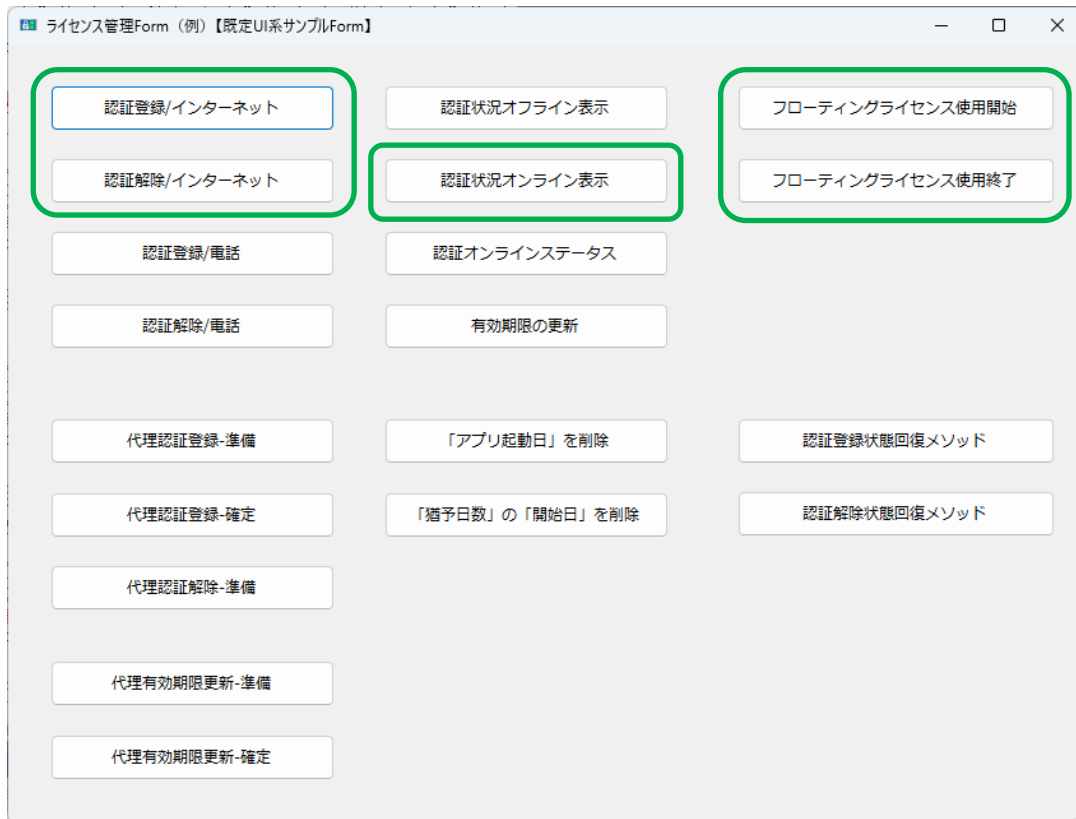 ライセンス管理Form（例）【既定UI系サンプルForm】
認証登録/インターネット
認証状況オフライン表示
フローティングライセンス使用開始
認証解除/インターネット
認証状況オンライン表示
フローティングライセンス使用終了
認証登録/電話
認証オンラインステータス
認証解除/電話
有効期限の更新
代理認証登録-準備
「アプリ起動日」を削除
認証登録状態回復メソッド
代理認証登録-確定
「猶予日数」の「開始日」を削除
認証解除状態回復メソッド
代理認証解除-準備
代理有効期限更新-準備
代理有効期限更新-確定